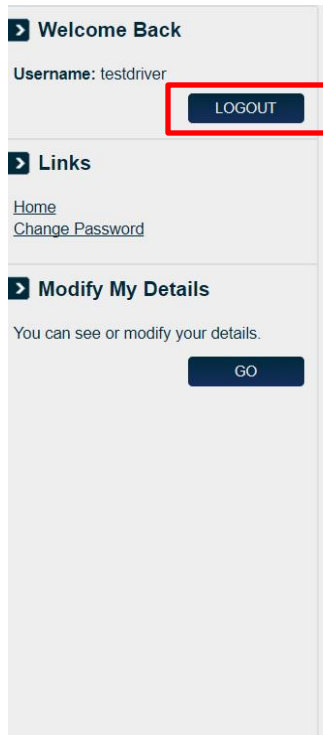 Welcome Back
Username: testdriver
LOGOUT
Links
Home
Change Password
Modify My Details
You can see or modify your details.
GO